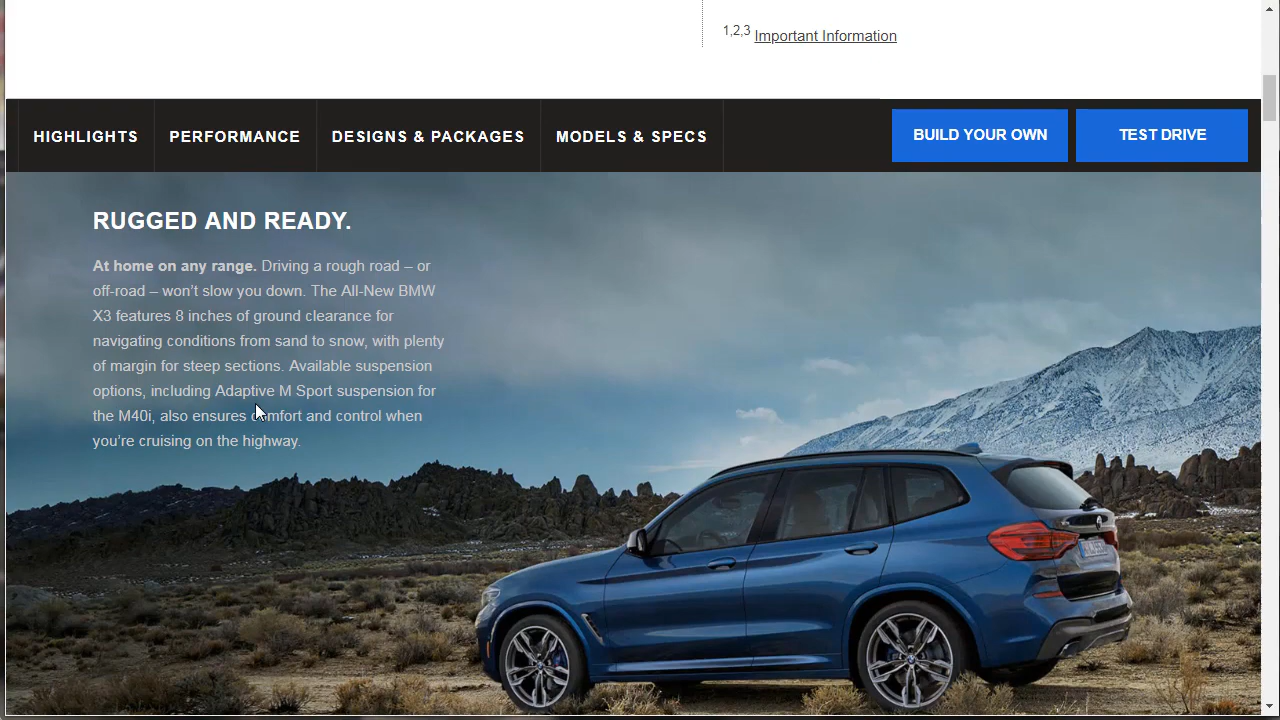 1,2,3 Important Information
HIGHLIGHTS PERFORMANCE DESIGNS & PACKAGES MODELS & SPECS BUILD YOUR OWN TEST DRIVE
RUGGED AND READY.
At home on any range. Driving a rough road – or
off-road – won’t slow you down. The All-New BMW
X3 features 8 inches of ground clearance for
navigating conditions from sand to snow, with plenty
of margin for steep sections. Available suspension
options, including Adaptive M Sport suspension for
the M40i, also ensures comfort and control when
you’re cruising on the highway.